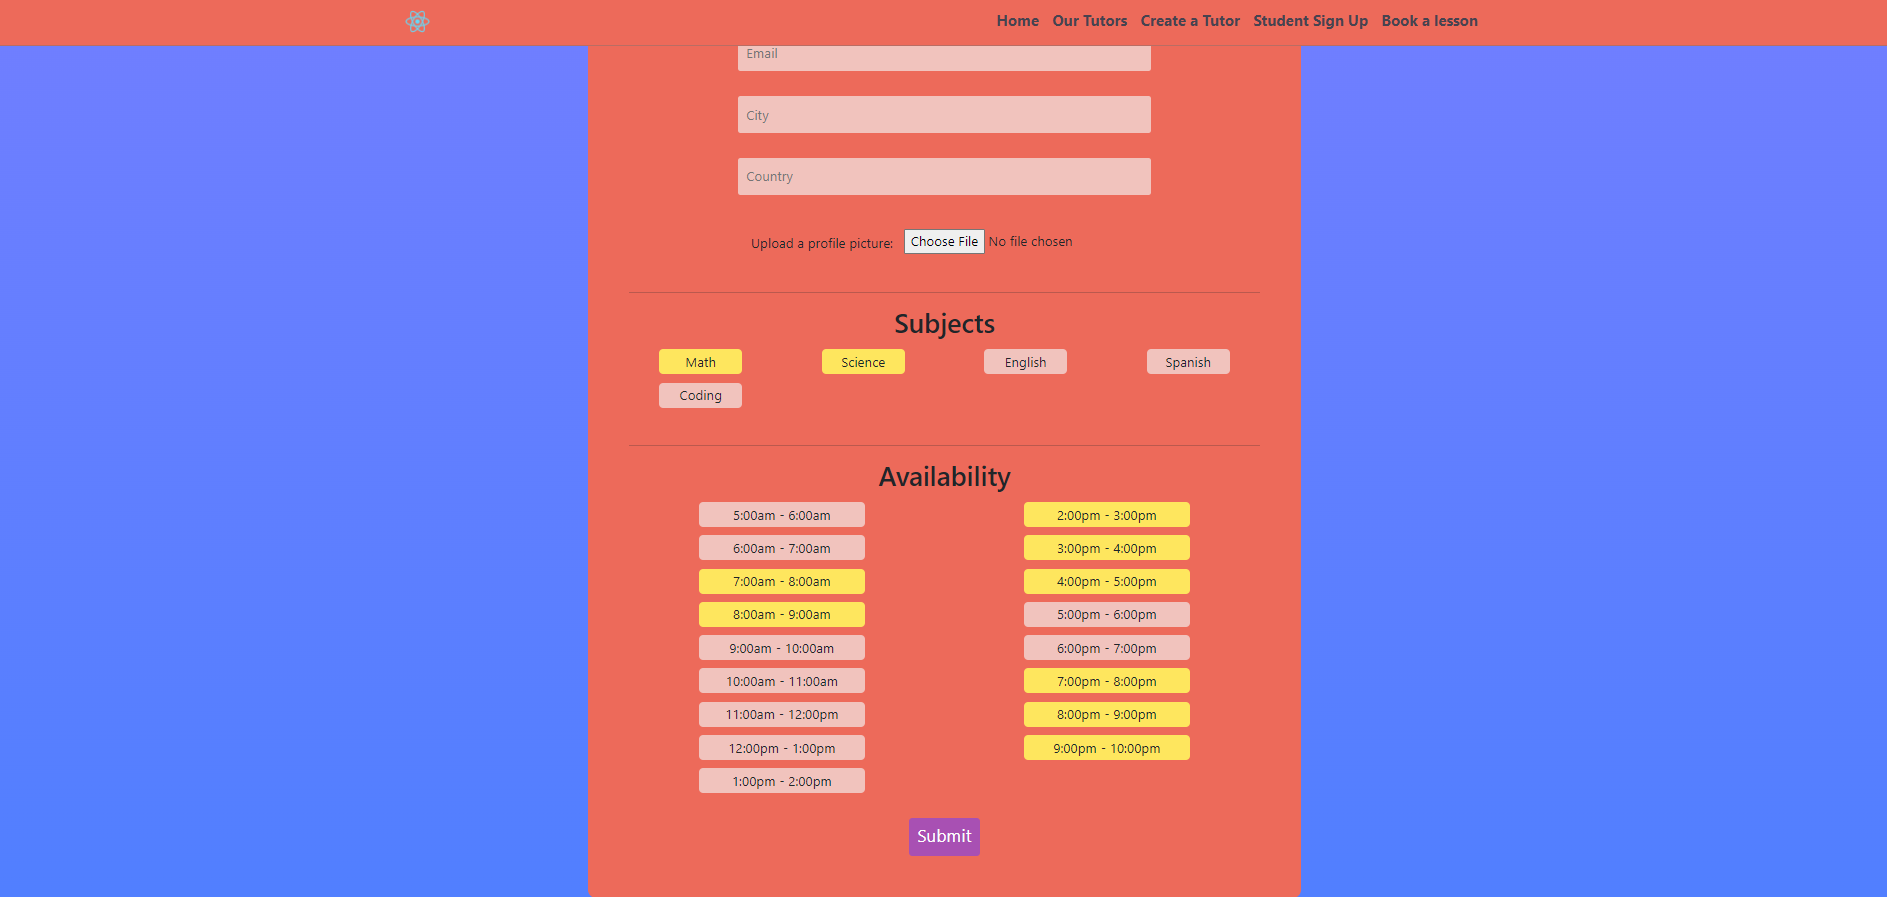 Home Our Tutors Create a Tutor Student Sign Up Book a lesson
Email
City
Country
Upload a profile picture: Choose File No file chosen
Subjects
Math Science English Spanish
Coding
Availability
5:00am - 6:00am 2:00pm - 3:00pm
6:00am - 7:00am 3:00pm - 4:00pm
7:00am - 8:00am 4:00pm - 5:00pm
8:00am - 9:00am 5:00pm - 6:00pm
9:00am - 10:00am 6:00pm - 7:00pm
10:00am - 11:00am 7:00pm - 8:00pm
11:00am - 12:00pm 8:00pm - 9:00pm
12:00pm - 1:00pm 9:00pm - 10:00pm
1:00pm - 2:00pm
Submit